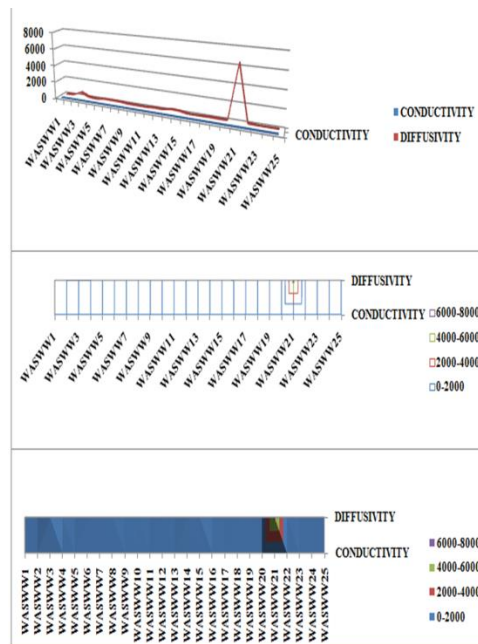 8000
6000
4000
2000
0
WASWW1
WASWW3
WASWW5
WASWW7
WASWW9
WASWW11
WASWW13
WASWW15
WASWW17
WASWW19
WASWW21
WASWW23
WASWW25
CONDUCTIVITY
CONDUCTIVITY
DIFFUSIVITY
DIFFUSIVITY
CONDUCTIVITY
WASWW1
WASWW3
WASWW5
WASWW7
WASWW9
WASWW11
WASWW13
WASWW15
WASWW17
WASWW19
WASWW21
WASWW23
WASWW25
6000-8000
4000-6000
2000-4000
0-2000
DIFFUSIVITY
CONDUCTIVITY
WASWW1
WASWW2
WASWW3
WASWW4
WASWW5
WASWW6
WASWW7
WASWW8
WASWW9
WASWW10
WASWW11
WASWW12
WASWW13
WASWW14
WASWW15
WASWW16
WASWW17
WASWW18
WASWW19
WASWW20
WASWW21
WASWW22
WASWW23
WASWW24
WASWW25
6000-8000
4000-6000
2000-4000
0-2000